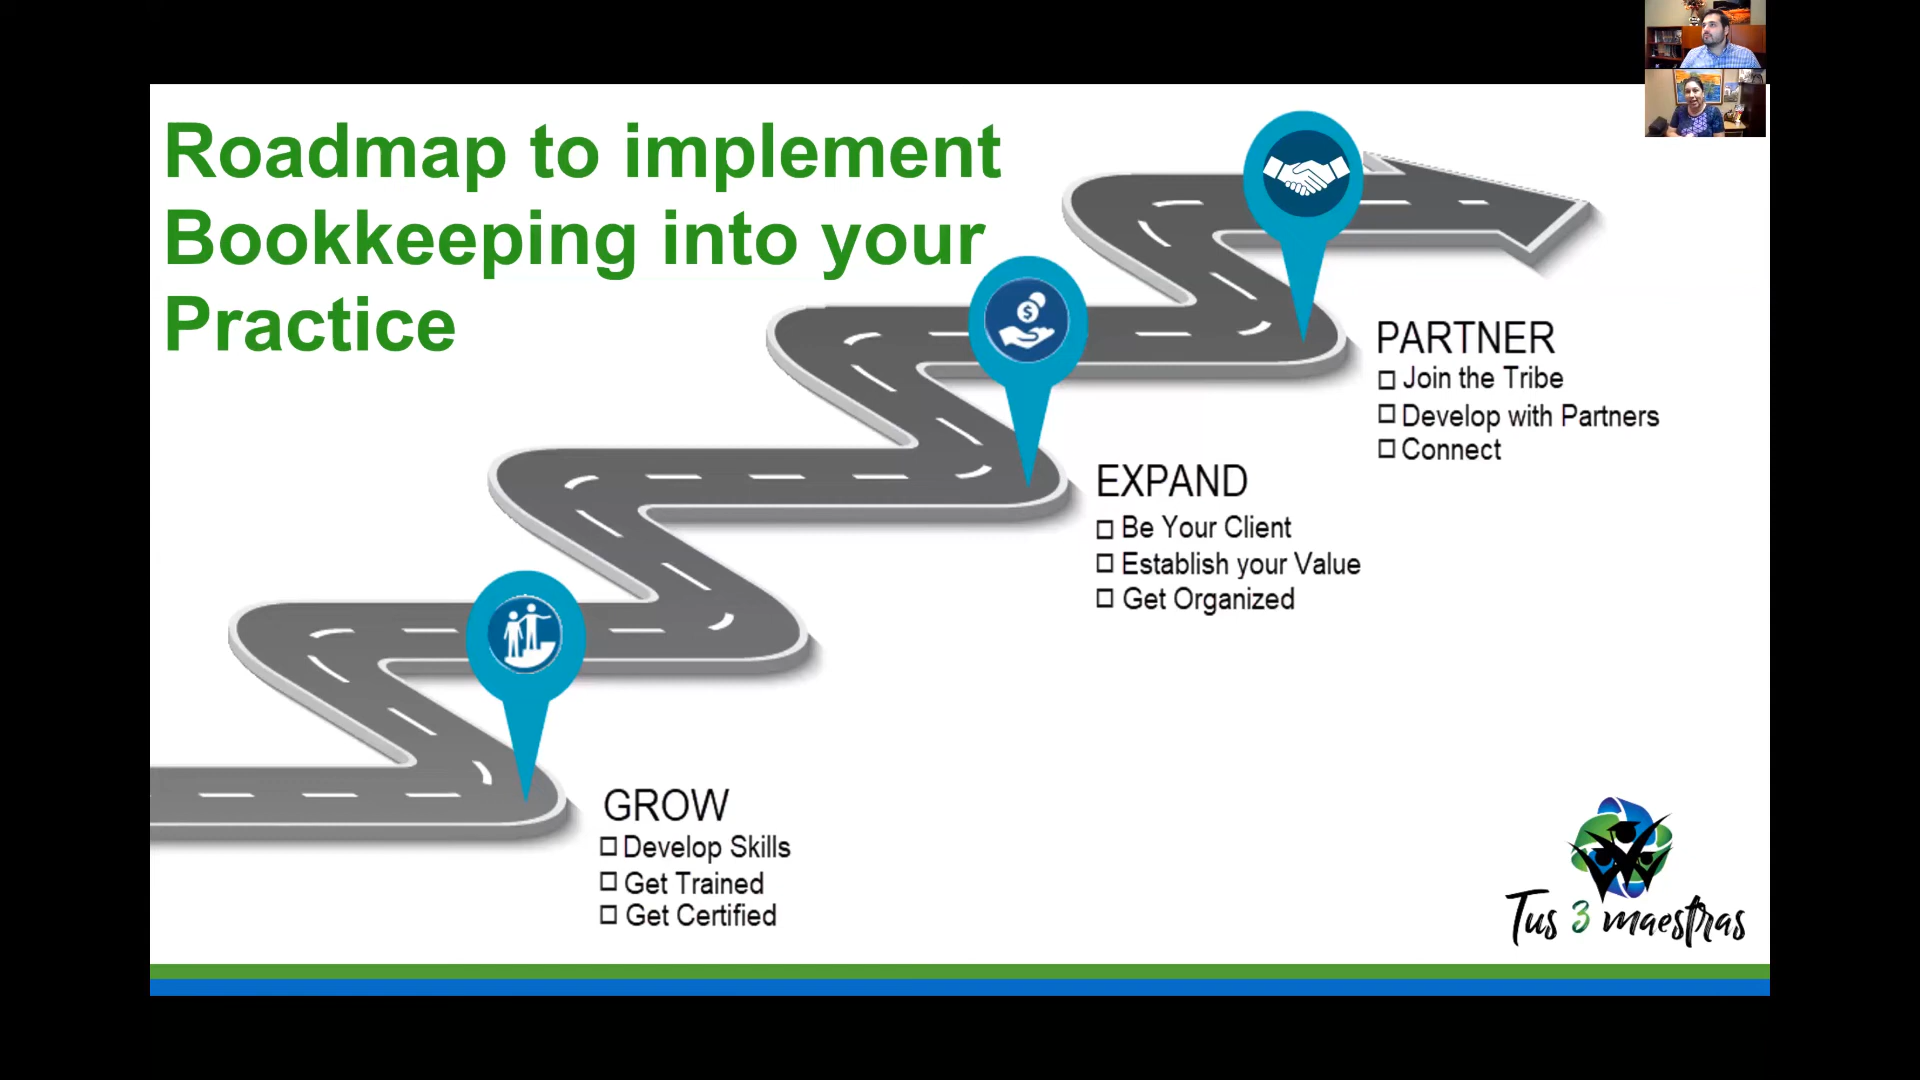 Roadmap to implement
Bookkeeping into your
Practice
PARTNER
Join the Tribe
Develop with Partners
Connect
EXPAND
Be Your Client
Establish your Value
Get Organized
GROW
Develop Skills
Get Trained
Get Certified
$
Tus 3 maestras